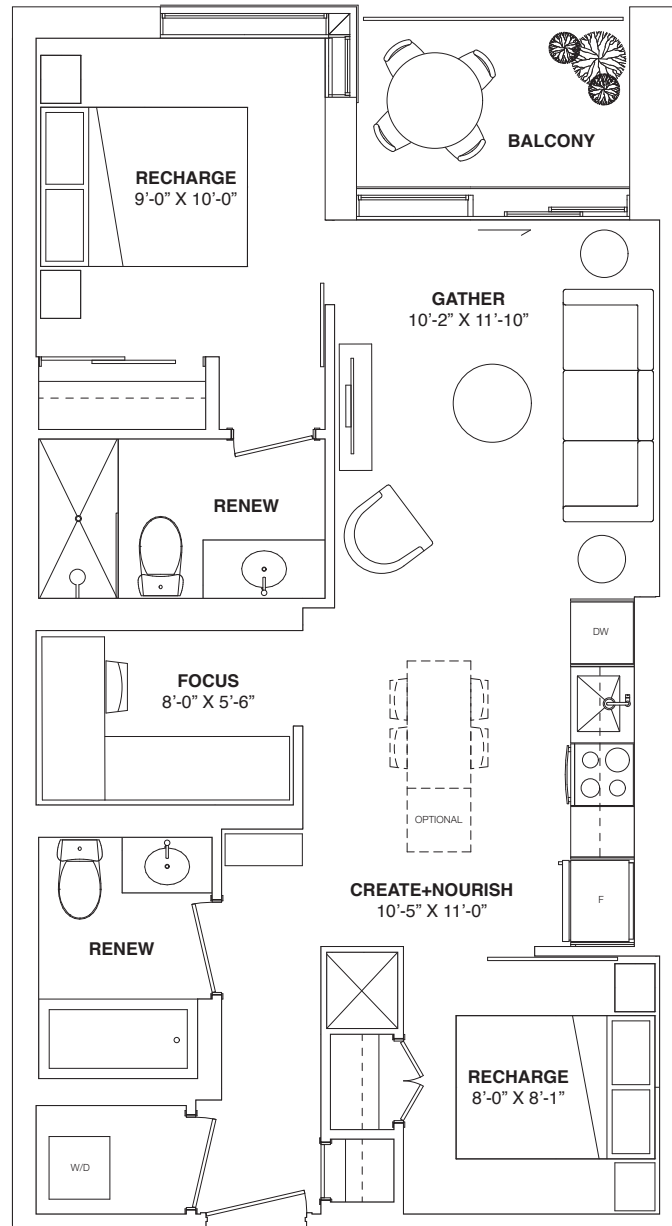 BALCONY
RECHARGE
9’-0” X 10’-0”
GATHER
10’-2” X 11’-10”
RENEW
DW
FOCUS
8’-0” X 5’-6”
OPTIONAL
CREATE+NOURISH
10’-5” X 11’-0”
F
RENEW
RECHARGE
8’-0” X 8’-1”
W/D